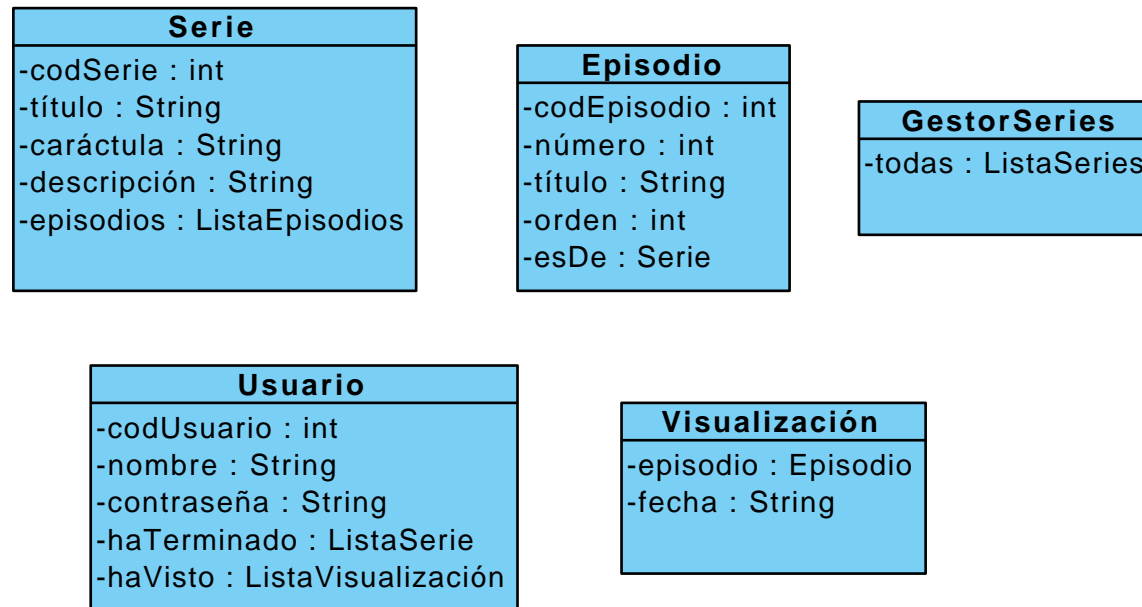 Serie
-codSerie : int
-título : String
-caráctula : String
-descripción : String
-episodios : ListaEpisodios
Episodio
-codEpisodio : int
-número : int
-título : String
-orden : int
-esDe : Serie
GestorSeries
-todas : ListaSeries
Usuario
-codUsuario : int
-nombre : String
-contraseña : String
-haTerminado : ListaSerie
-haVisto : ListaVisualización
Visualización
-episodio : Episodio
-fecha : String